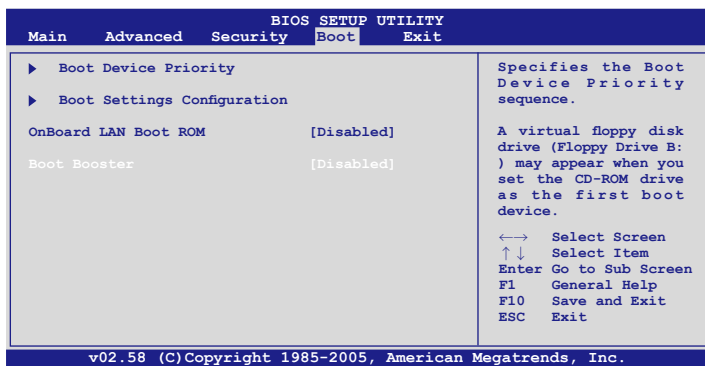 BIOS SETUP UTILITY
Main Advanced Security Boot Exit
▶ Boot Device Priority
▶ Boot Settings Configuration
OnBoard LAN Boot ROM [Disabled]
Boot Booster [Disabled]
Specifies the Boot
Device Priority
sequence.
A virtual floppy disk
drive (Floppy Drive B:
) may appear when you
set the CD-ROM drive
as the first boot
device.
←→ Select Screen
↑↓ Select Item
Enter Go to Sub Screen
F1 General Help
F10 Save and Exit
ESC Exit
v02.58 (C)Copyright 1985-2005, American Megatrends, Inc.